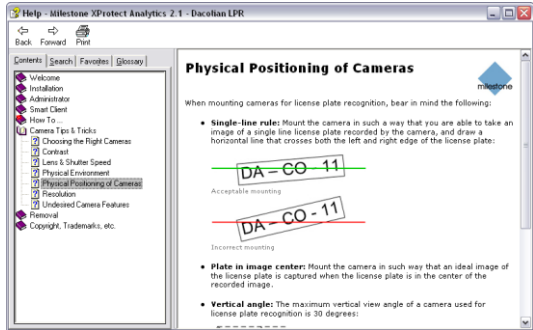 Help - Milestone XProtect Analytics 2.1 - Dacolian LPR
Back Forward Print
Contents Search Favorites Glossary
Welcome
Installation
Administrator
Smart Client
How To ...
Camera Tips & Tricks
Choosing the Right Cameras
Contrast
Lens & Shutter Speed
Physical Environment
Physical Positioning of Cameras
Resolution
Undesired Camera Features
Removal
Copyright, Trademarks, etc.
Physical Positioning of Cameras
milestone
When mounting cameras for license plate recognition, bear in mind the following:
• Single-line rule: Mount the camera in such a way that you are able to take an
image of a single line license plate recorded by the camera, and draw a
horizontal line that crosses both the left and right edge of the license plate:
DA – CO - 11
Acceptable mounting
DA – CO - 11
Incorrect mounting
• Plate in image center: Mount the camera in such way that an ideal image of
the license plate is captured when the license plate is in the center of the
recorded image.
• Vertical angle: The maximum vertical view angle of a camera used for
license plate recognition is 30 degrees: